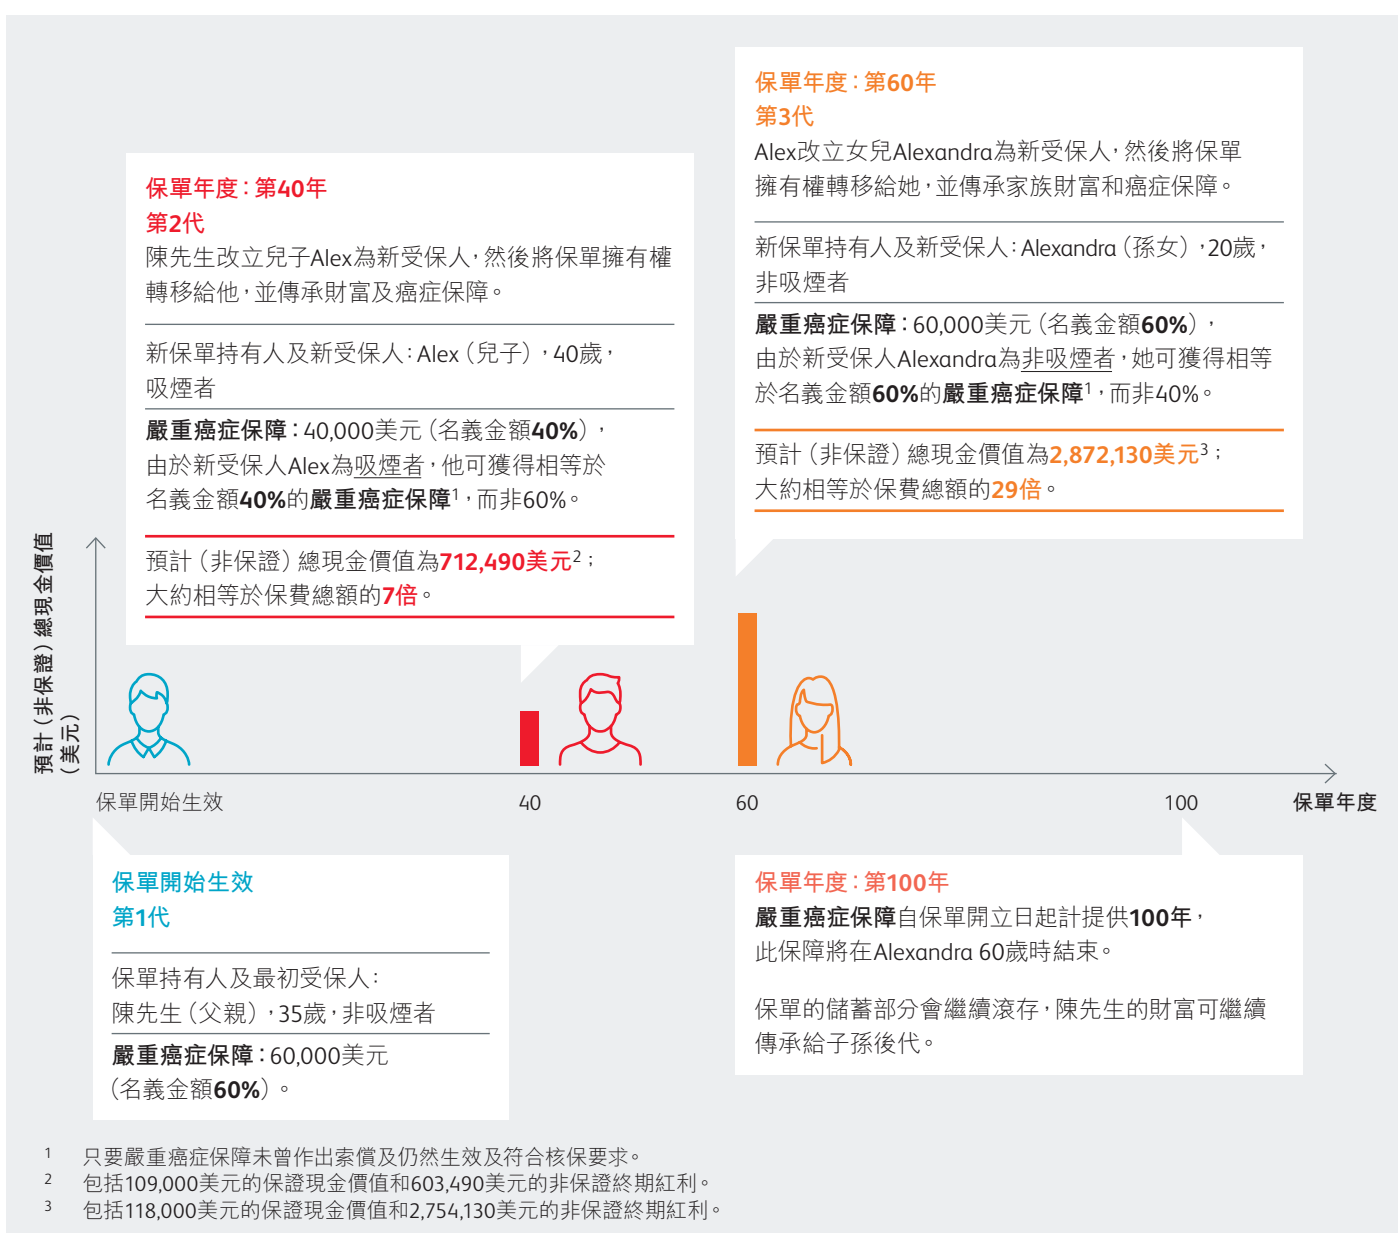 保單年度：第60年
第3代
Alex改立女兒Alexandra為新受保人，然後將保單
擁有權轉移給她，並傳承家族財富和癌症保障。
新保單持有人及新受保人：Alexandra（孫女），20歲，
非吸煙者
嚴重癌症保障：60,000美元（名義金額60%），
由於新受保人Alexandra為非吸煙者，她可獲得相等
於名義金額60%的嚴重癌症保障1，而非40%。
預計（非保證）總現金價值為2,872,130美元3；
大約相等於保費總額的29倍。
保單年度：第40年
第2代
陳先生改立兒子Alex為新受保人，然後將保單擁有權
轉移給他，並傳承財富及癌症保障。
新保單持有人及新受保人：Alex（兒子），40歲，
吸煙者
嚴重癌症保障：40,000美元（名義金額40%），
由於新受保人Alex為吸煙者，他可獲得相等於
名義金額40%的嚴重癌症保障1，而非60%。
預計（非保證）總現金價值為712,490美元2；
大約相等於保費總額的7倍。
預計（非保證）總現金價值
（美元）
保單開始生效
40
60
100
保單年度
保單開始生效
第1代
保單持有人及最初受保人：
陳先生（父親），35歲，非吸煙者
嚴重癌症保障：60,000美元
（名義金額60%）。
保單年度：第100年
嚴重癌症保障自保單開立日起計提供100年，
此保障將在Alexandra 60歲時結束。
保單的儲蓄部分會繼續滾存，陳先生的財富可繼續
傳承給子孫後代。
1 只要嚴重癌症保障未曾作出索償及仍然生效及符合核保要求。
2 包括109,000美元的保證現金價值和603,490美元的非保證終期紅利。
3 包括118,000美元的保證現金價值和2,754,130美元的非保證終期紅利。